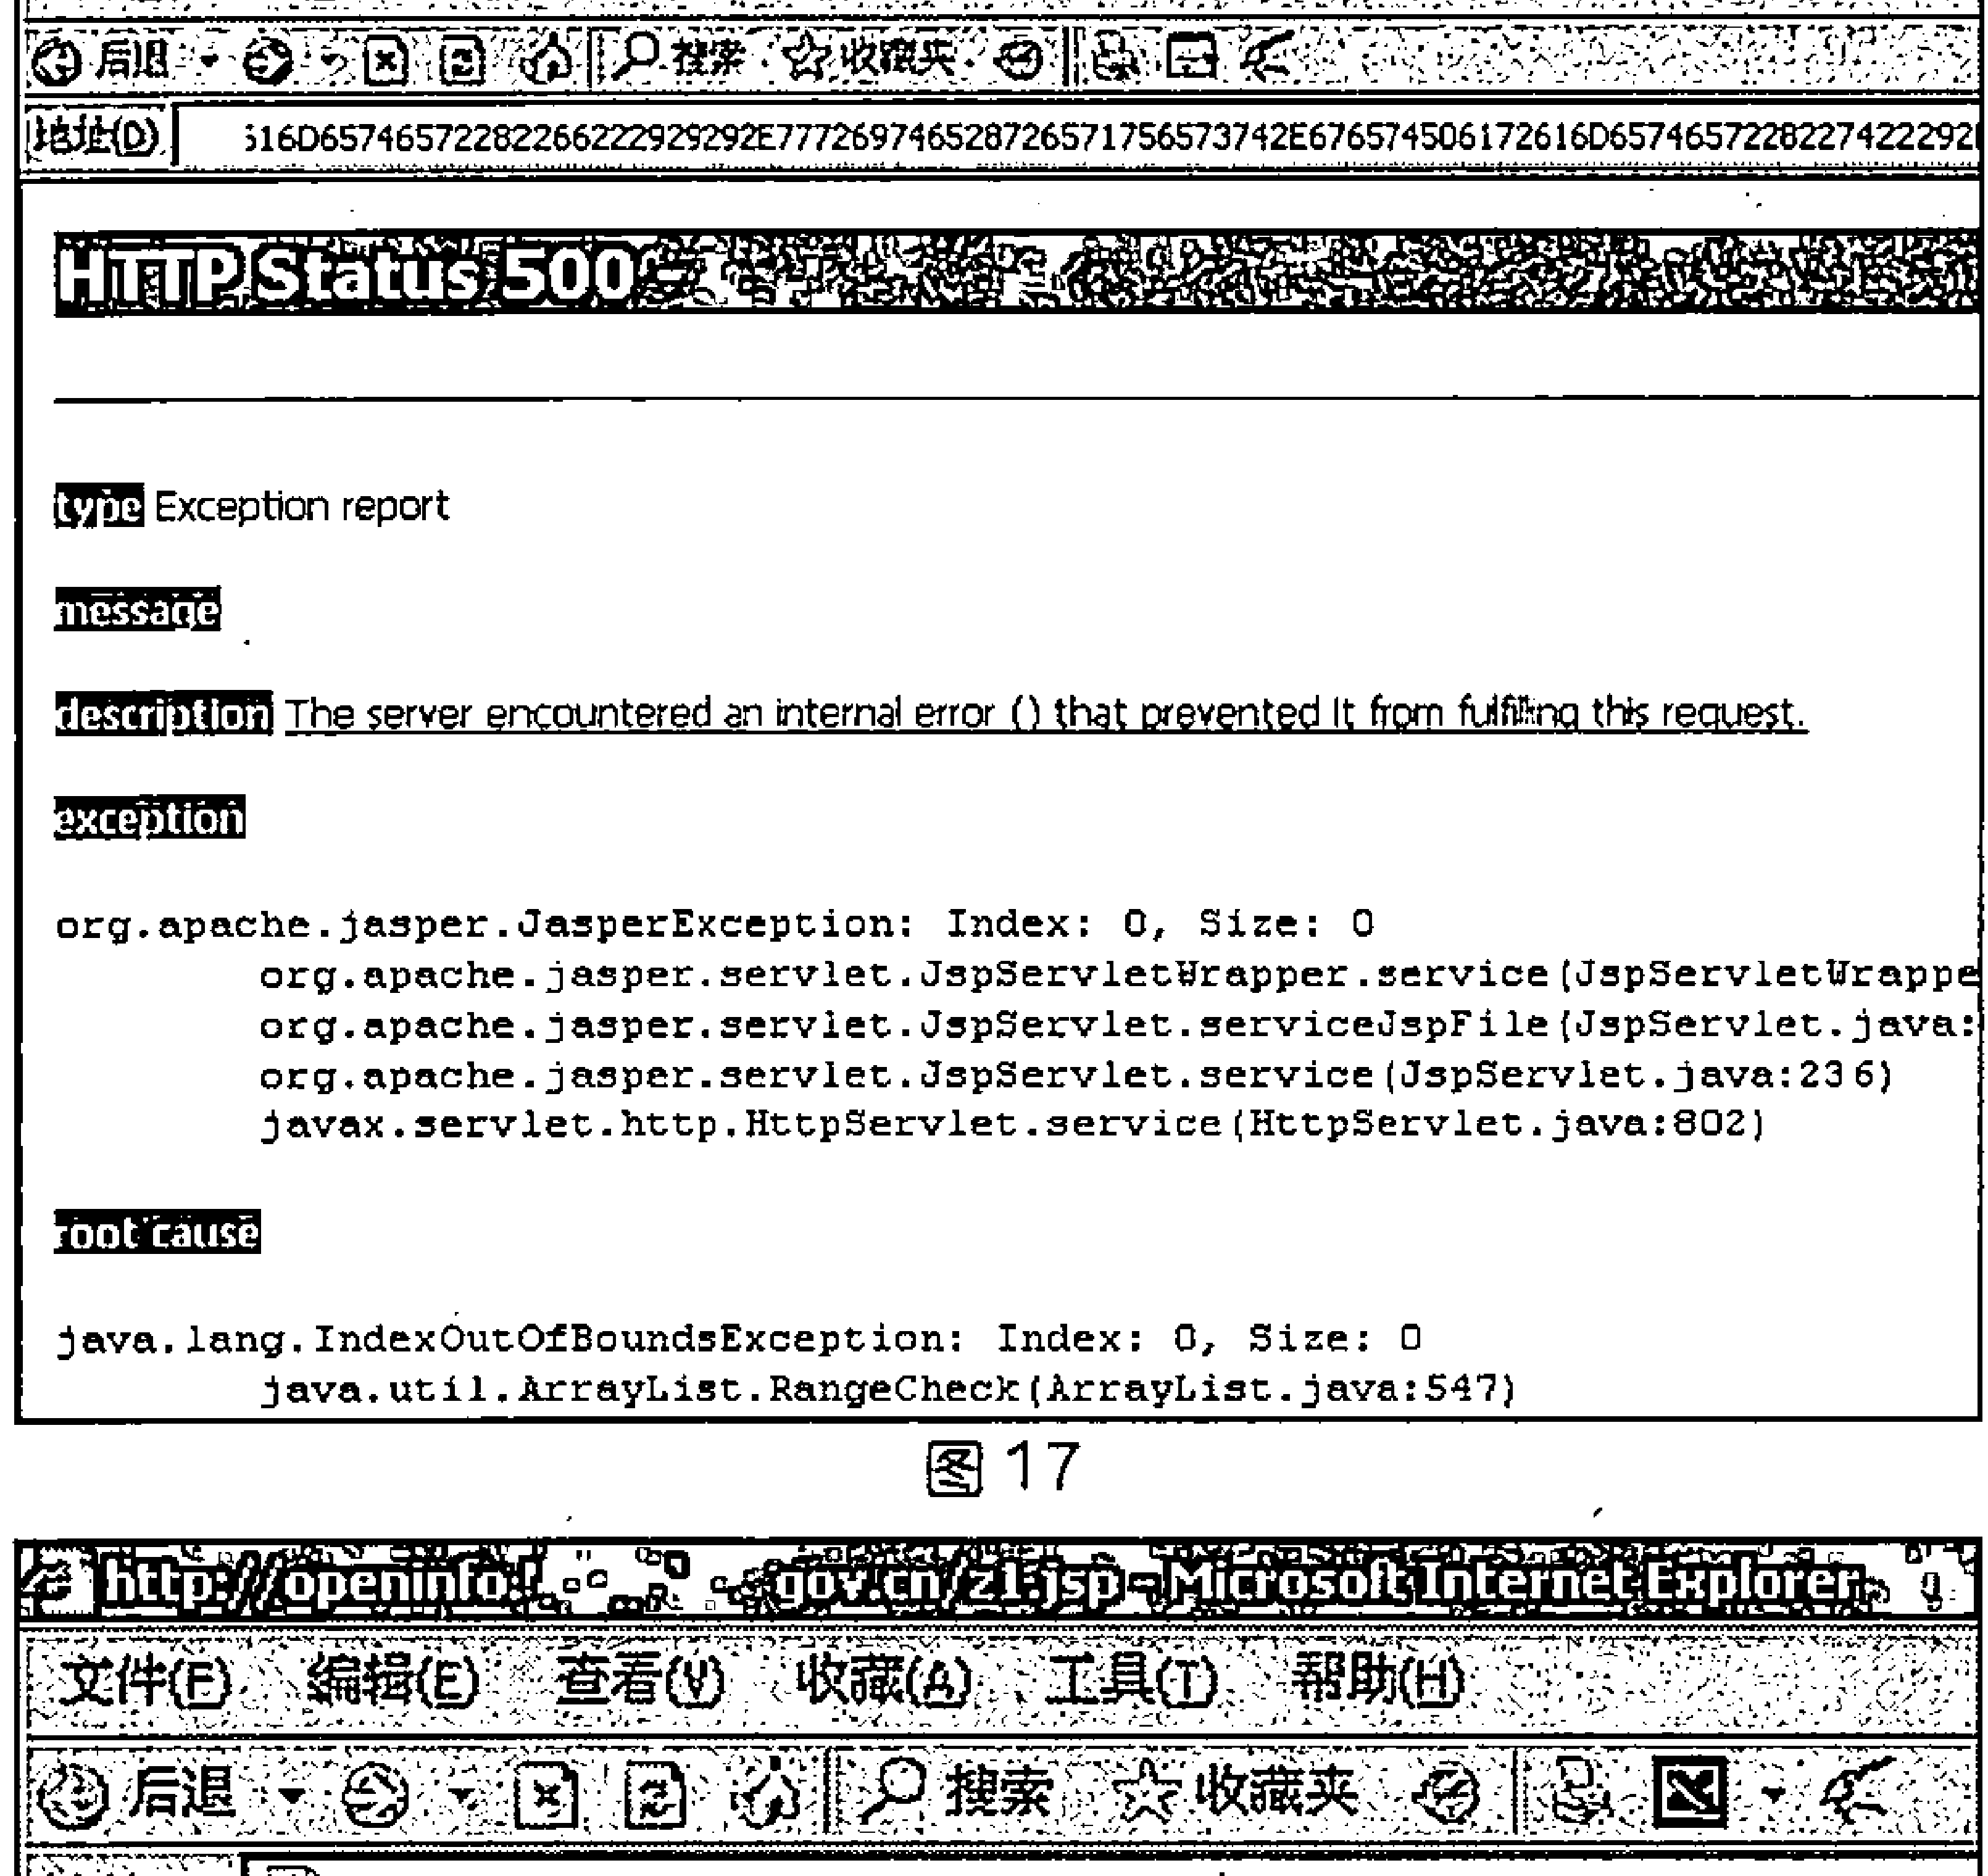 后退 搜索 收藏夹
地址(D) 616D65746572282266222929292E777269746528726571756573742E676574506172616D657465722822742229
HTTP Status 500 -
type Exception report
message
description The server encountered an internal error () that prevented it from fulfilling this request.
exception
org.apache.jasper.JasperException: Index: 0, Size: 0
org.apache.jasper.servlet.JspServletWrapper.service(JspServletWrappe
org.apache.jasper.servlet.JspServlet.serviceJspFile(JspServlet.java:
org.apache.jasper.servlet.JspServlet.service(JspServlet.java:236)
javax.servlet.http.HttpServlet.service(HttpServlet.java:802)
root cause
java.lang.IndexOutOfBoundsException: Index: 0, Size: 0
java.util.ArrayList.RangeCheck(ArrayList.java:547)
图 17
http://openinfo. gov.cn/z1.jsp - Microsoft Internet Explorer
文件(F) 编辑(E) 查看(V) 收藏(A) 工具(T) 帮助(H)
后退 搜索 收藏夹